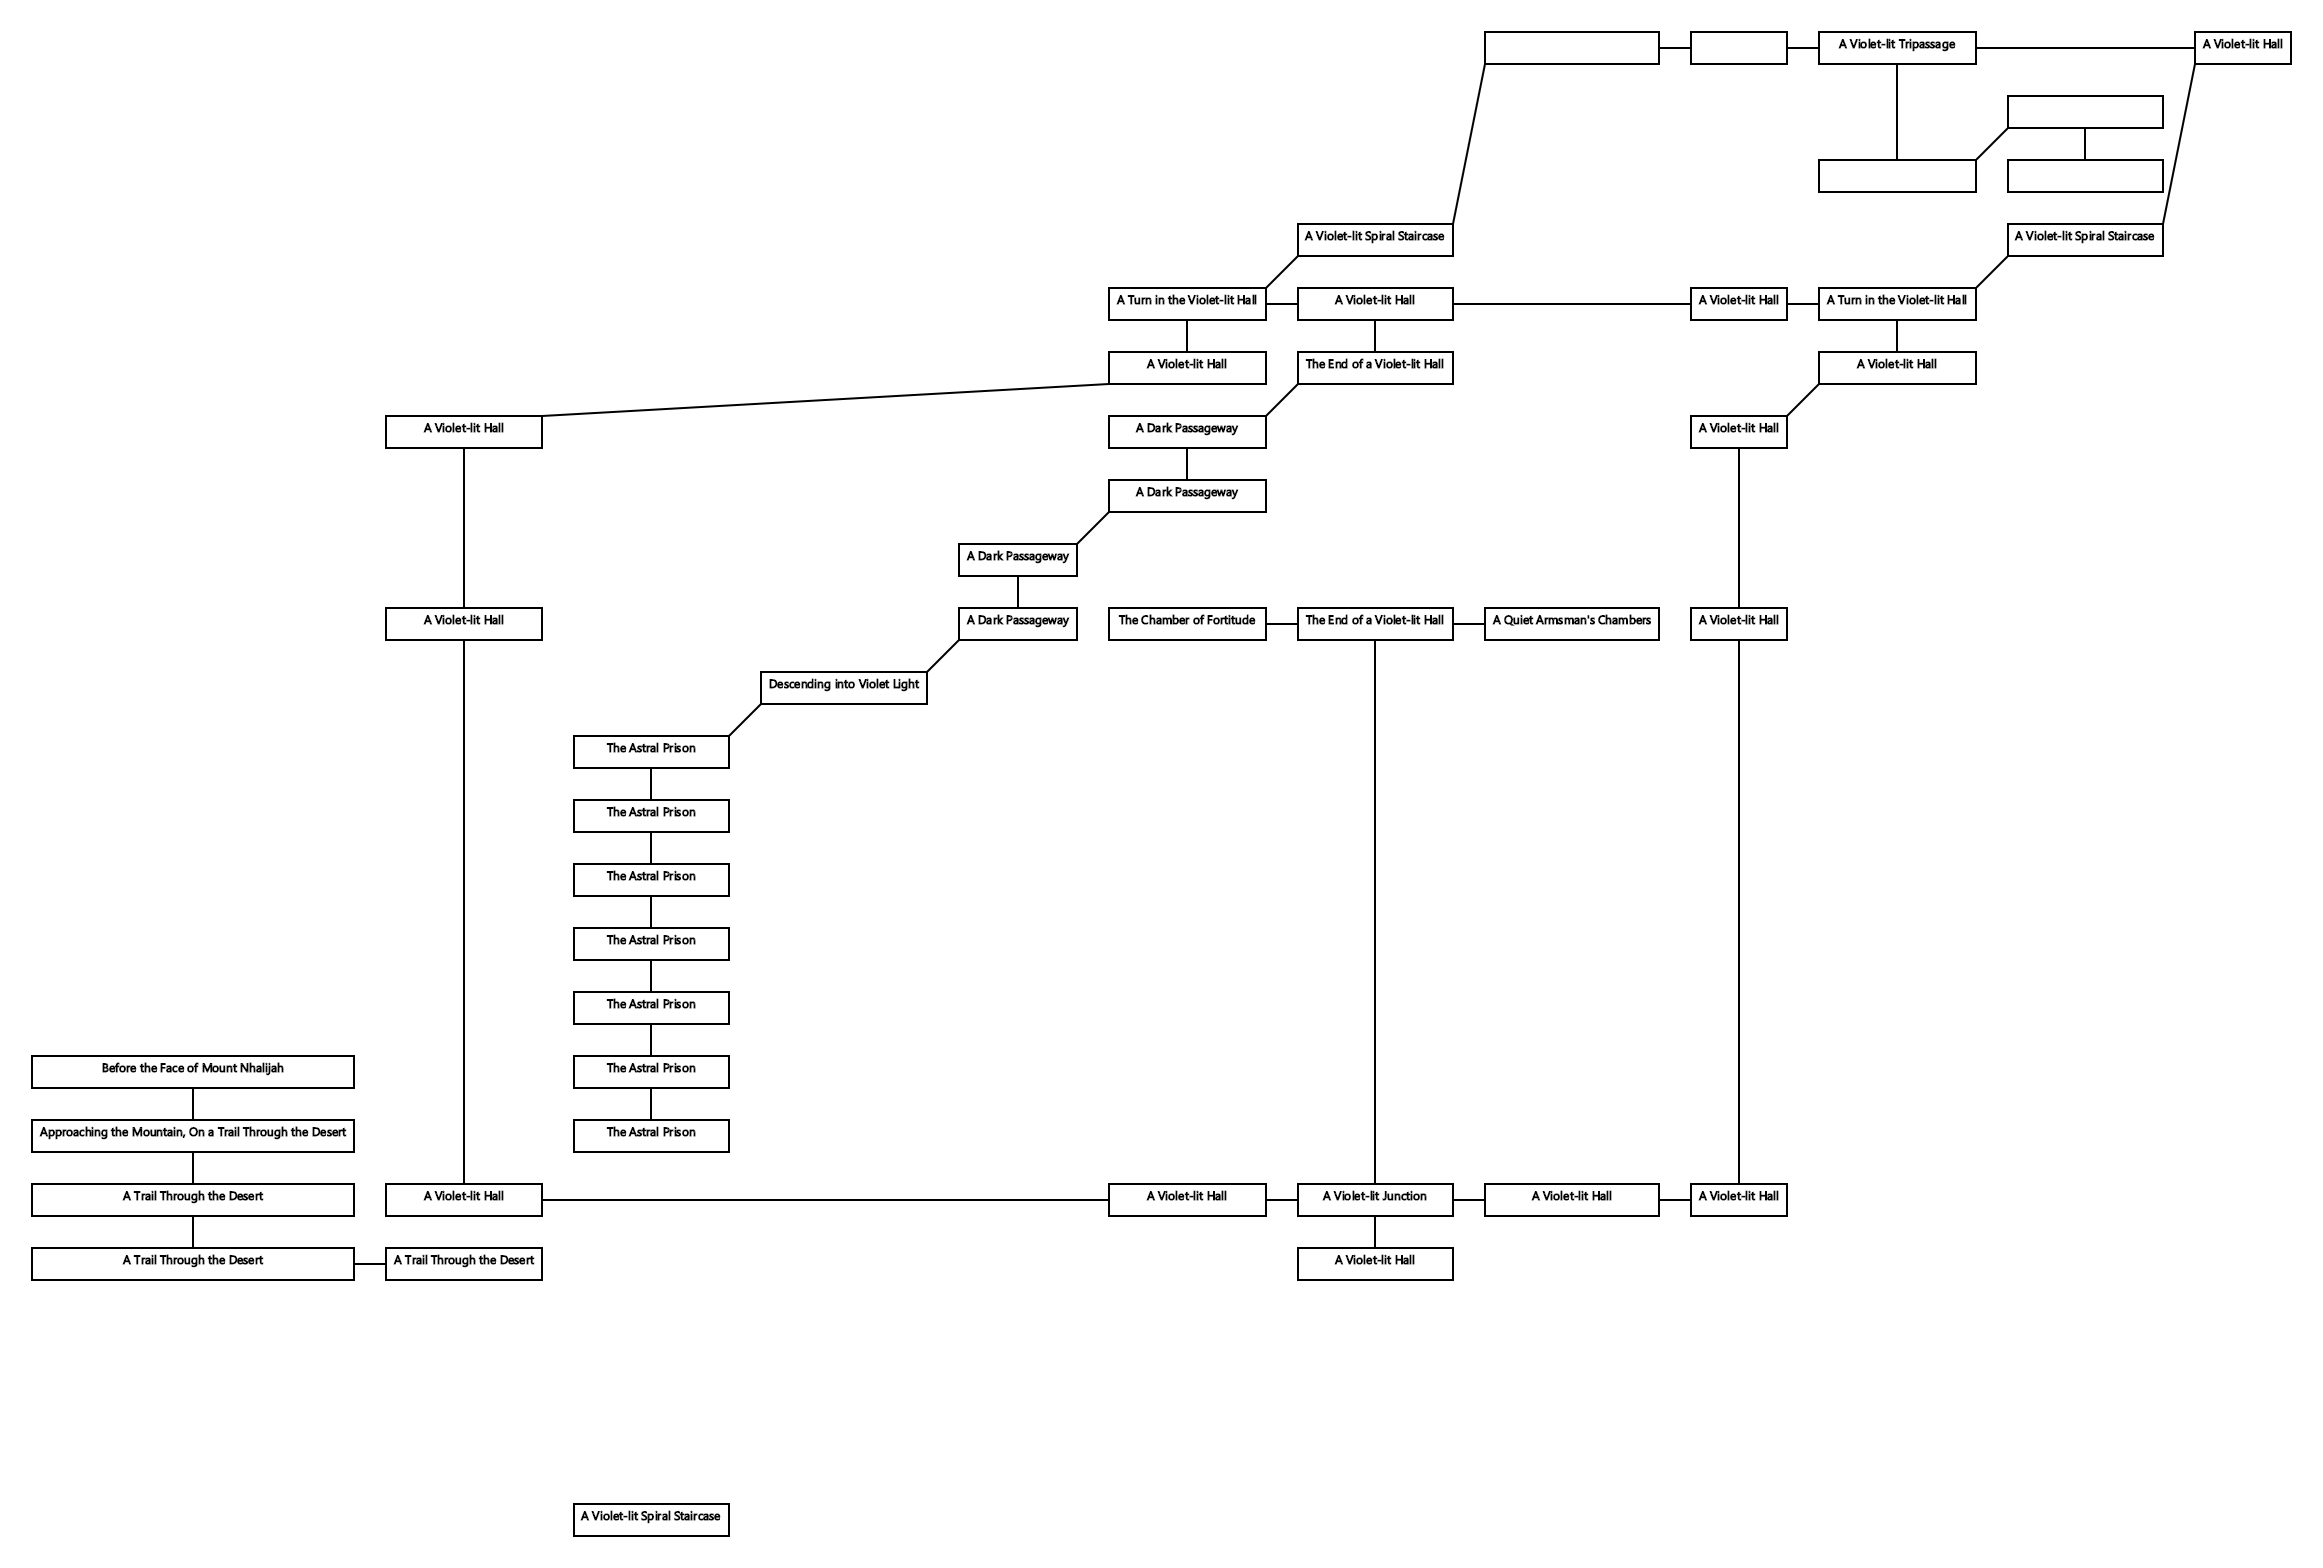 A Violet-lit Tripassage
A Violet-lit Hall
A Violet-lit Spiral Staircase
A Violet-lit Spiral Staircase
A Turn in the Violet-lit Hall
A Violet-lit Hall
A Violet-lit Hall
A Turn in the Violet-lit Hall
A Violet-lit Hall
The End of a Violet-lit Hall
A Violet-lit Hall
A Violet-lit Hall
A Dark Passageway
A Violet-lit Hall
A Dark Passageway
A Dark Passageway
A Violet-lit Hall
A Dark Passageway
The Chamber of Fortitude
The End of a Violet-lit Hall
A Quiet Armsman's Chambers
A Violet-lit Hall
Descending into Violet Light
The Astral Prison
The Astral Prison
The Astral Prison
The Astral Prison
The Astral Prison
Before the Face of Mount Nhalijah
The Astral Prison
Approaching the Mountain, On a Trail Through the Desert
The Astral Prison
A Trail Through the Desert
A Violet-lit Hall
A Violet-lit Hall
A Violet-lit Junction
A Violet-lit Hall
A Violet-lit Hall
A Trail Through the Desert
A Trail Through the Desert
A Violet-lit Hall
A Violet-lit Spiral Staircase